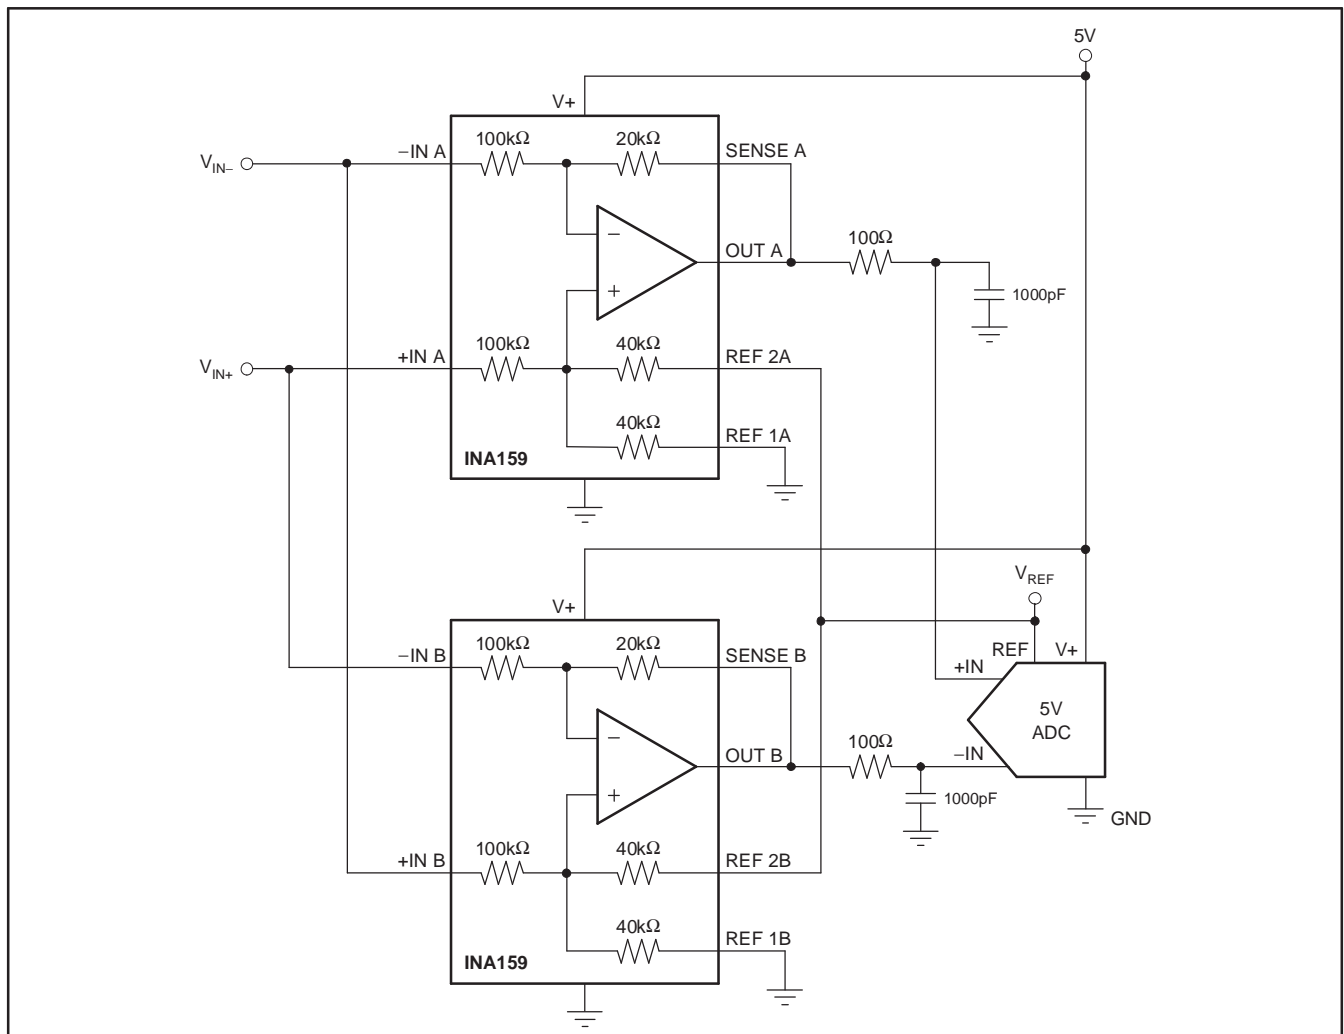 5V
V+
100kΩ
20kΩ
−IN A
SENSE A
VIN−
−
OUT A
100Ω
+
1000pF
100kΩ
40kΩ
+IN A
REF 2A
VIN+
40kΩ
REF 1A
INA159
V+
VREF
100kΩ
20kΩ
−IN B
SENSE B
REF
V+
+IN
−
5V
ADC
OUT B
100Ω
−IN
+
1000pF
GND
100kΩ
40kΩ
+IN B
REF 2B
40kΩ
REF 1B
INA159